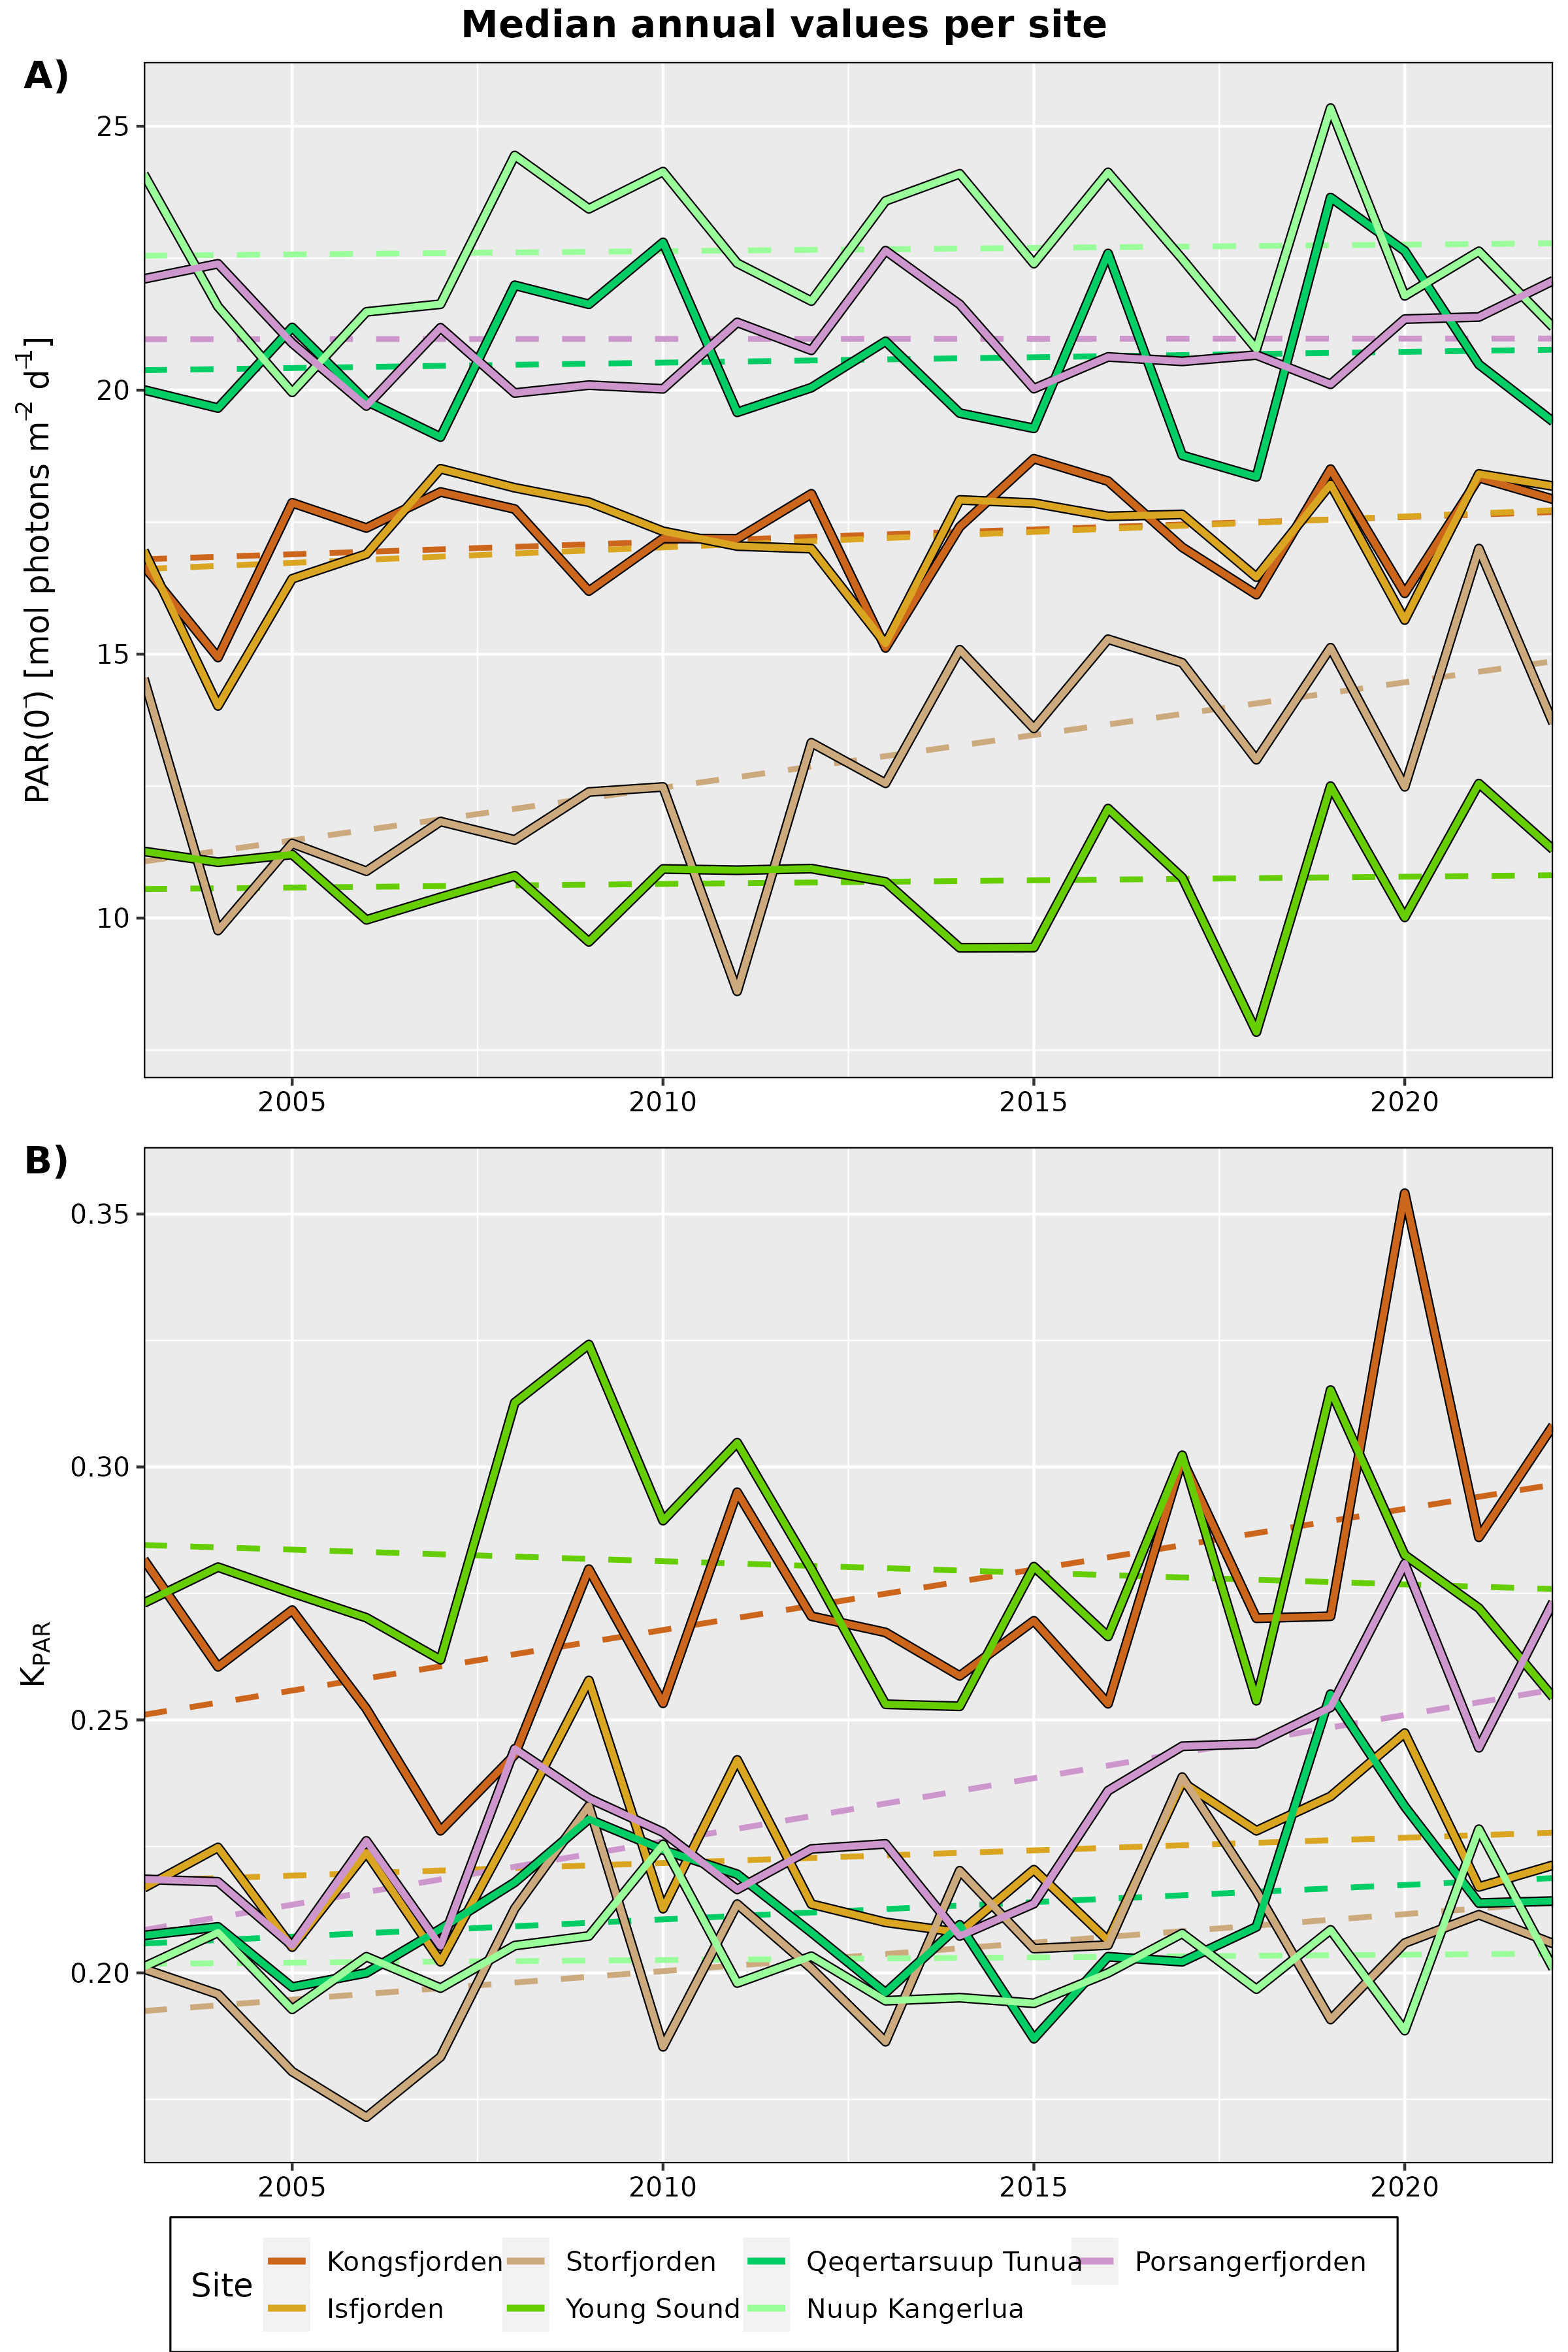 Median annual values per site
A)
25
20
15
10
PAR(0⁻) [mol photons m⁻² d⁻¹]
2005 2010 2015 2020
B)
0.35
0.30
0.25
0.20
K_PAR
2005 2010 2015 2020
Site
Kongsfjorden Storfjorden Qeqertarsuup Tunua Porsangerfjorden
Isfjorden Young Sound Nuup Kangerlua